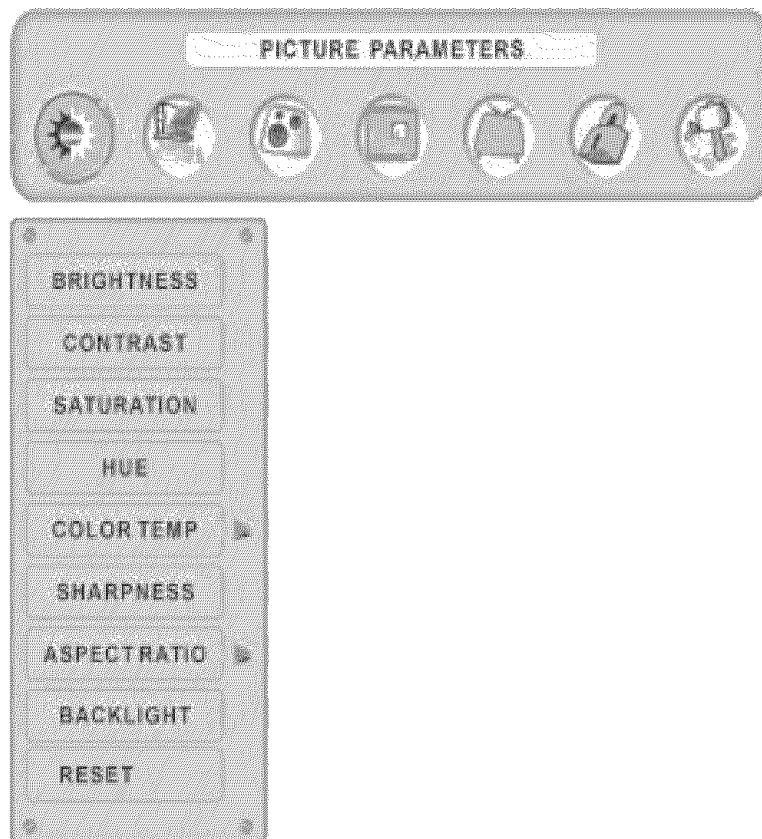 PICTURE PARAMETERS
BRIGHTNESS
CONTRAST
SATURATION
HUE
COLOR TEMP
SHARPNESS
ASPECT RATIO
BACKLIGHT
RESET